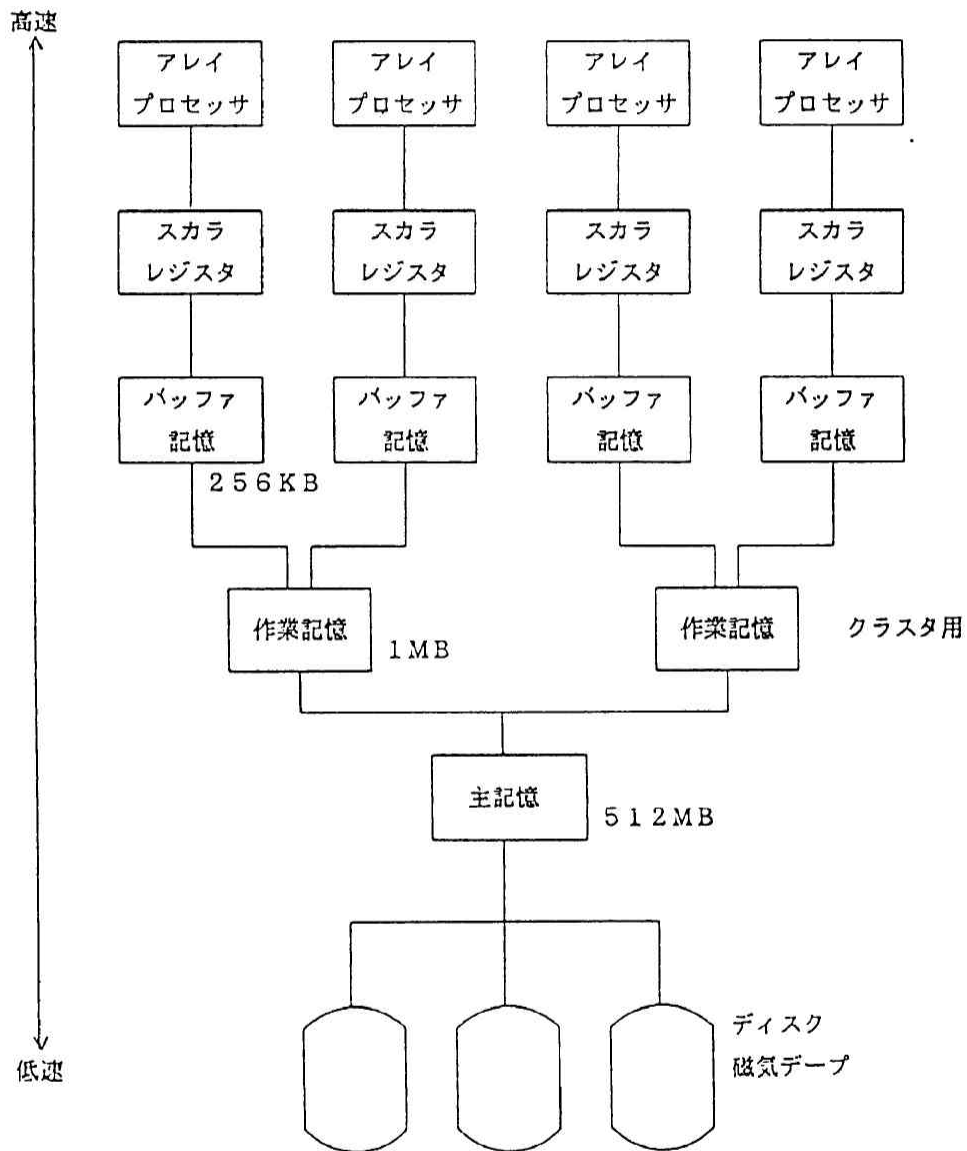 高速
アレイ
プロセッサ
アレイ
プロセッサ
アレイ
プロセッサ
アレイ
プロセッサ
スカラ
レジスタ
スカラ
レジスタ
スカラ
レジスタ
スカラ
レジスタ
バッファ
記憶
バッファ
記憶
バッファ
記憶
バッファ
記憶
256KB
作業記憶
1MB
作業記憶
クラスタ用
主記憶
512MB
ディスク
磁気デープ
低速